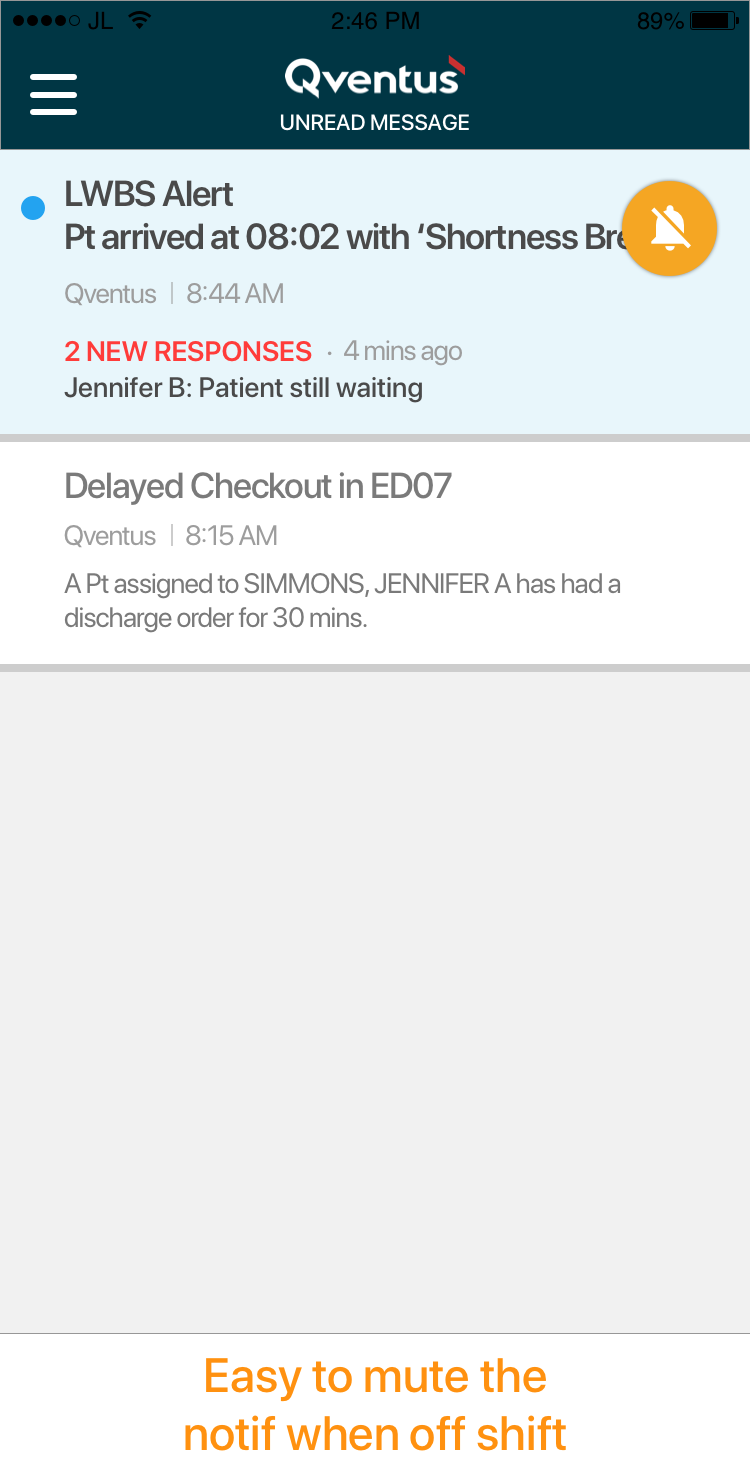 JL 2:46 PM 89%
Qventus
UNREAD MESSAGE
LWBS Alert
Pt arrived at 08:02 with ‘Shortness Bre
Qventus | 8:44 AM
2 NEW RESPONSES · 4 mins ago
Jennifer B: Patient still waiting
Delayed Checkout in ED07
Qventus | 8:15 AM
A Pt assigned to SIMMONS, JENNIFER A has had a
discharge order for 30 mins.
Easy to mute the
notif when off shift